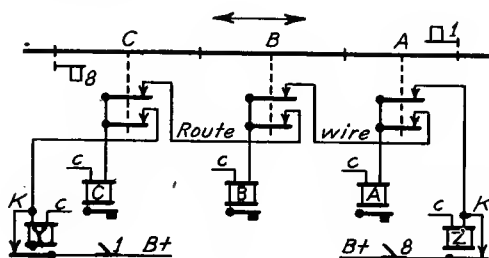 C B A 1
8
Route wire
c C c B c A
K c Y c Z K
1 B+ B+ 8